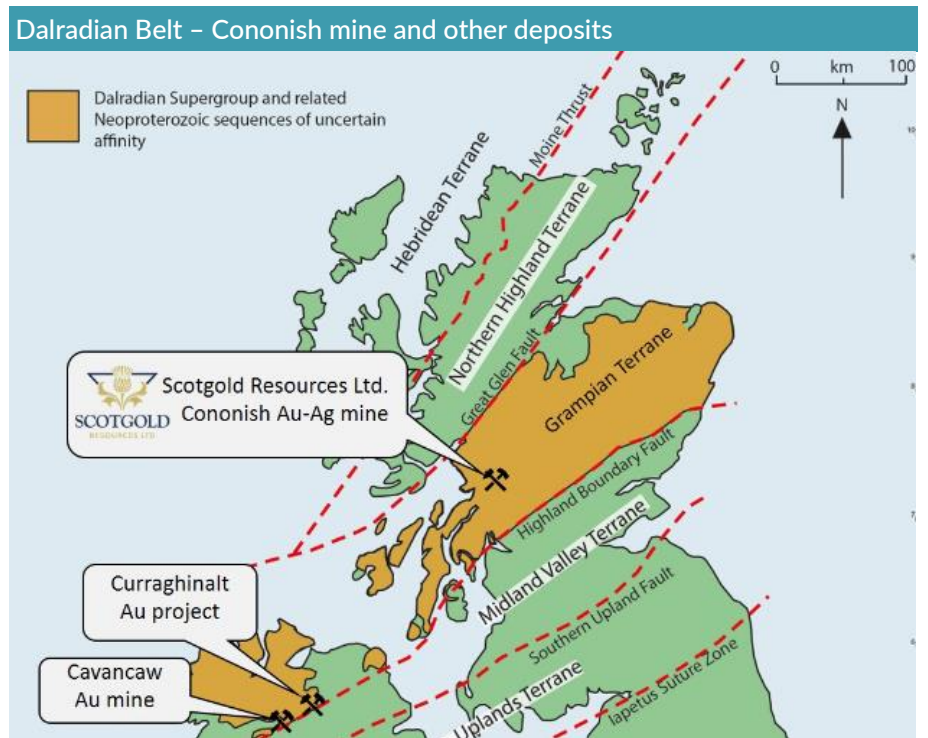 Dalradian Belt – Cononish mine and other deposits
0 km 100
Dalradian Supergroup and related
Neoproterozoic sequences of uncertain
affinity
N
Moine Thrust
Hebridean Terrane
Northern Highland Terrane
Great Glen Fault
Grampian Terrane
Scotgold Resources Ltd.
Cononish Au-Ag mine
SCOTGOLD
RESOURCES LTD
Highland Boundary Fault
Midland Valley Terrane
Curraghinalt
Au project
Southern Upland Fault
Cavancaw
Au mine
Uplands Terrane
Iapetus Suture Zone